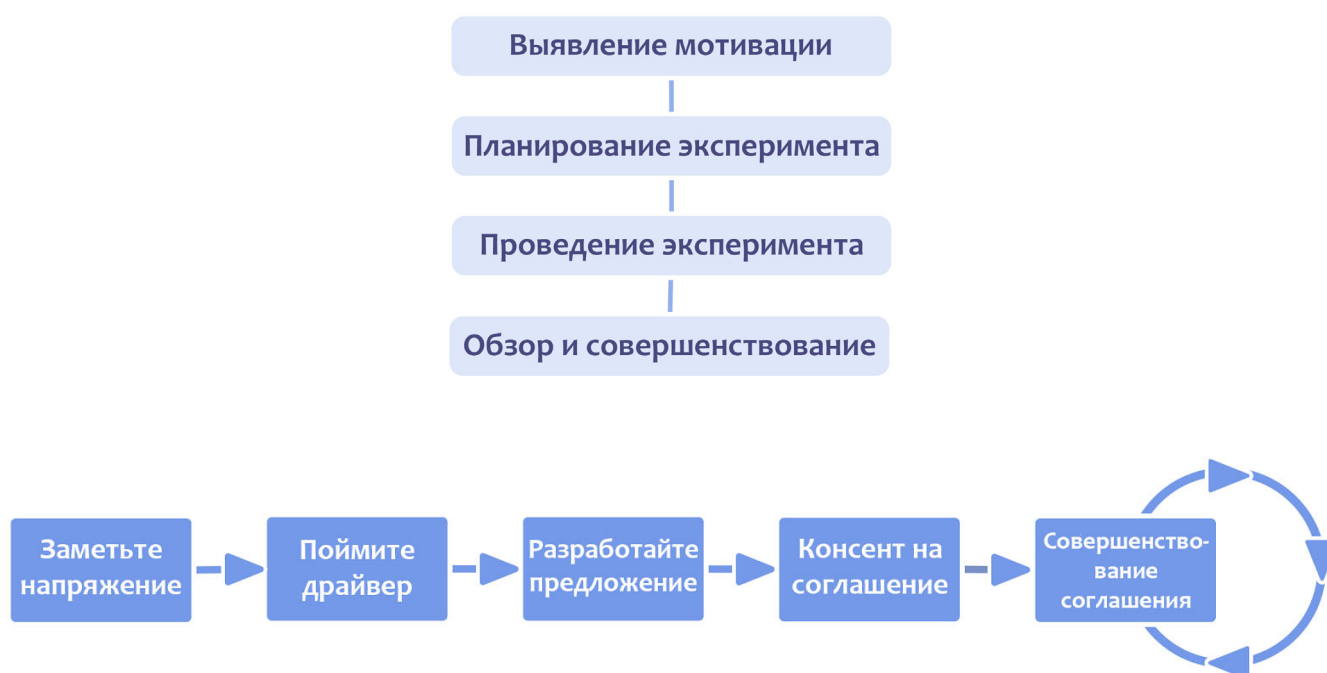 Выявление мотивации
Планирование эксперимента
Проведение эксперимента
Обзор и совершенствование
Заметьте
напряжение
Поймите
драйвер
Разработайте
предложение
Консент на
соглашение
Совершенство-
вание
соглашения